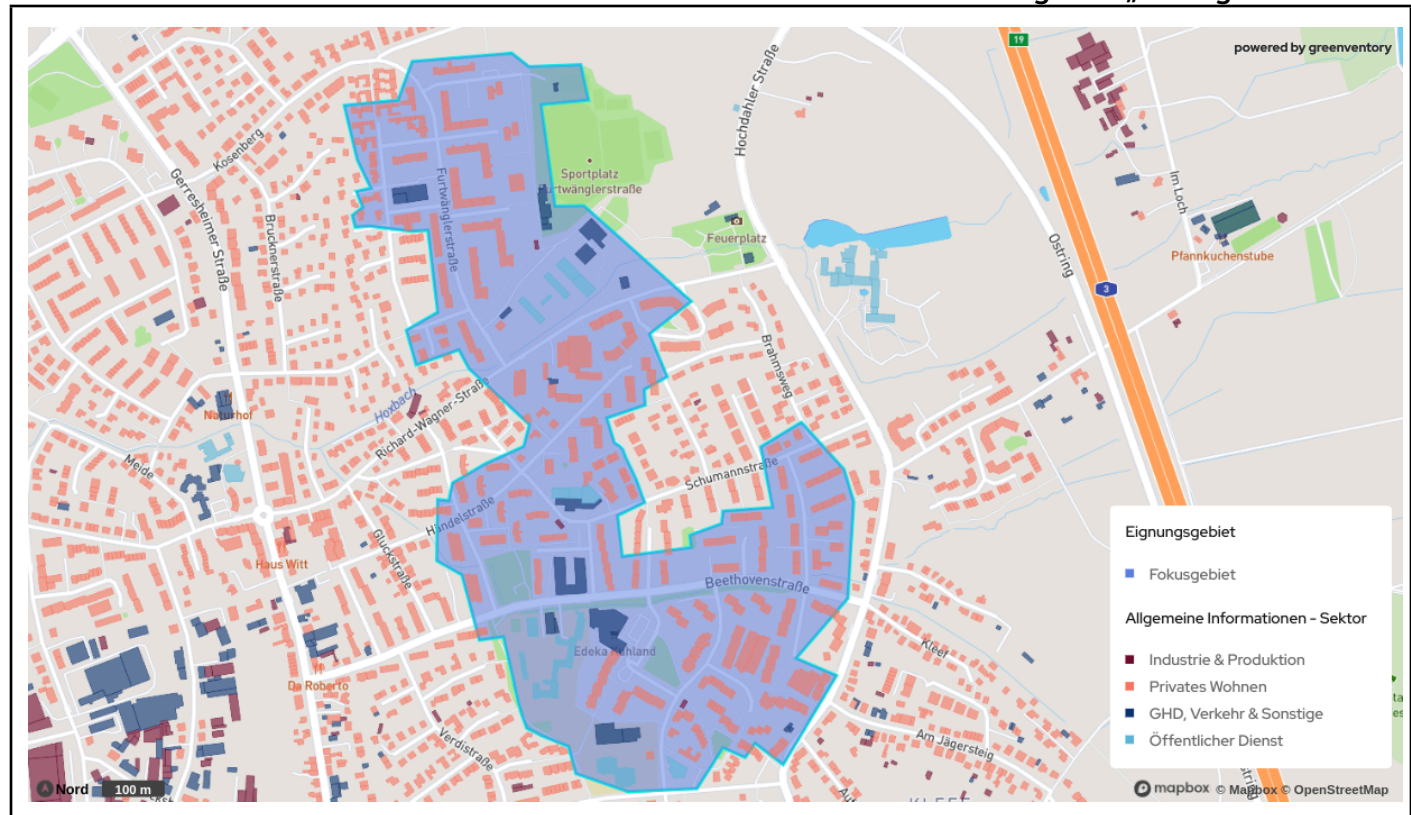 19
powered by greenventory
Hochdahler Straße
Kosenberg
Gerresheimer Straße
Brucknerstraße
Furtwänglerstraße
Sportplatz
Furtwänglerstraße
Feuerplatz
Im Loch
Ostring
Pfannkuchenstube
3
Brahmsweg
Naturhof
Hoxbach
Richard-Wagner-Straße
Meide
Schumannstraße
Händelstraße
Gluckstraße
Haus Witt
Beethovenstraße
Edeka
Da Roberto
Verdistraße
Kleef
Am Jägersteig
Eignungsgebiet
Fokusgebiet
Allgemeine Informationen - Sektor
Industrie & Produktion
Privates Wohnen
GHD, Verkehr & Sonstige
Öffentlicher Dienst
Nord
100 m
mapbox © Mapbox © OpenStreetMap